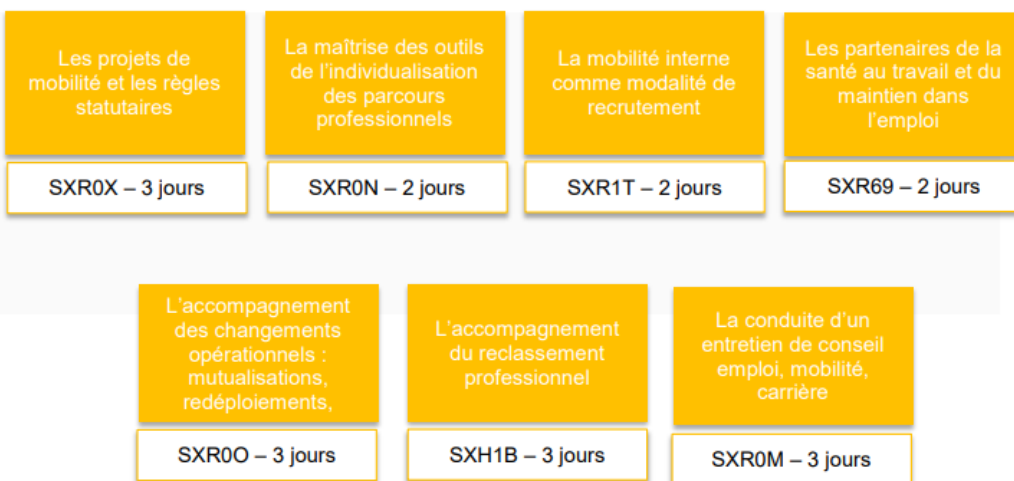 Les projets de
mobilité et les règles
statutaires
SXR0X – 3 jours
La maîtrise des outils
de l'individualisation
des parcours
professionnels
SXR0N – 2 jours
La mobilité interne
comme modalité de
recrutement
SXR1T – 2 jours
Les partenaires de la
santé au travail et du
maintien dans
l'emploi
SXR69 – 2 jours
L'accompagnement
des changements
opérationnels :
mutualisations,
redéploiements,
SXR0O – 3 jours
L'accompagnement
du reclassement
professionnel
SXH1B – 3 jours
La conduite d'un
entretien de conseil
emploi, mobilité,
carrière
SXR0M – 3 jours